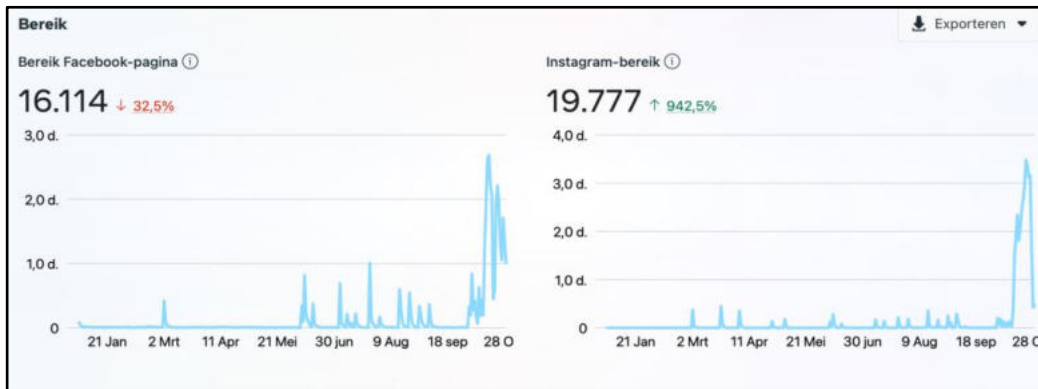 Bereik
Exporteren
Bereik Facebook-pagina
16.114 ↓ 32,5%
3,0 d.
2,0 d.
1,0 d.
0
21 Jan 2 Mrt 11 Apr 21 Mei 30 jun 9 Aug 18 sep 28 O
Instagram-bereik
19.777 ↑ 942,5%
4,0 d.
3,0 d.
2,0 d.
1,0 d.
0
21 Jan 2 Mrt 11 Apr 21 Mei 30 jun 9 Aug 18 sep 28 O